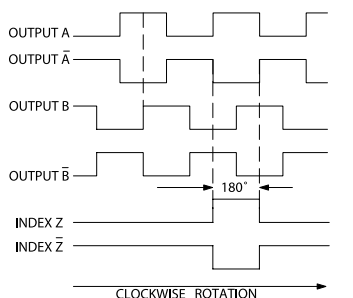 OUTPUT A
OUTPUT A̅
OUTPUT B
OUTPUT B̅
180°
INDEX Z
INDEX Z̅
CLOCKWISE ROTATION